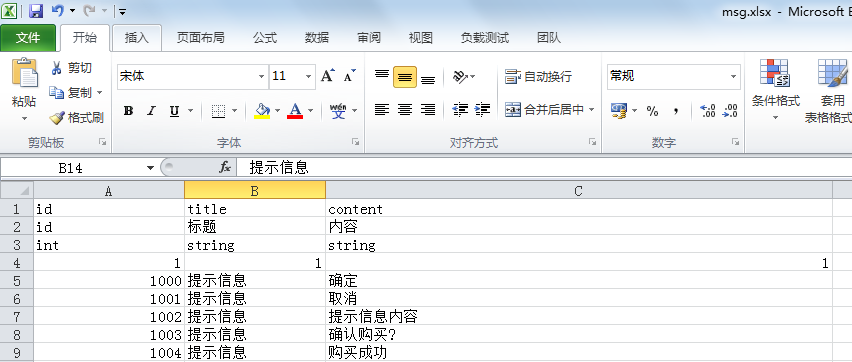 msg.xlsx - Microsoft E
文件 开始 插入 页面布局 公式 数据 审阅 视图 负载测试 团队
粘贴 剪切 复制 格式刷
宋体 11 A A
B I U A wén 文
自动换行
合并后居中
常规
% , .0 .00 .00 .0
条件格式 套用 表格格式
剪贴板 字体 对齐方式 数字
B14 fx 提示信息
A B C
1 id title content
2 id 标题 内容
3 int string string
4 1 1 1
5 1000 提示信息 确定
6 1001 提示信息 取消
7 1002 提示信息 提示信息内容
8 1003 提示信息 确认购买?
9 1004 提示信息 购买成功